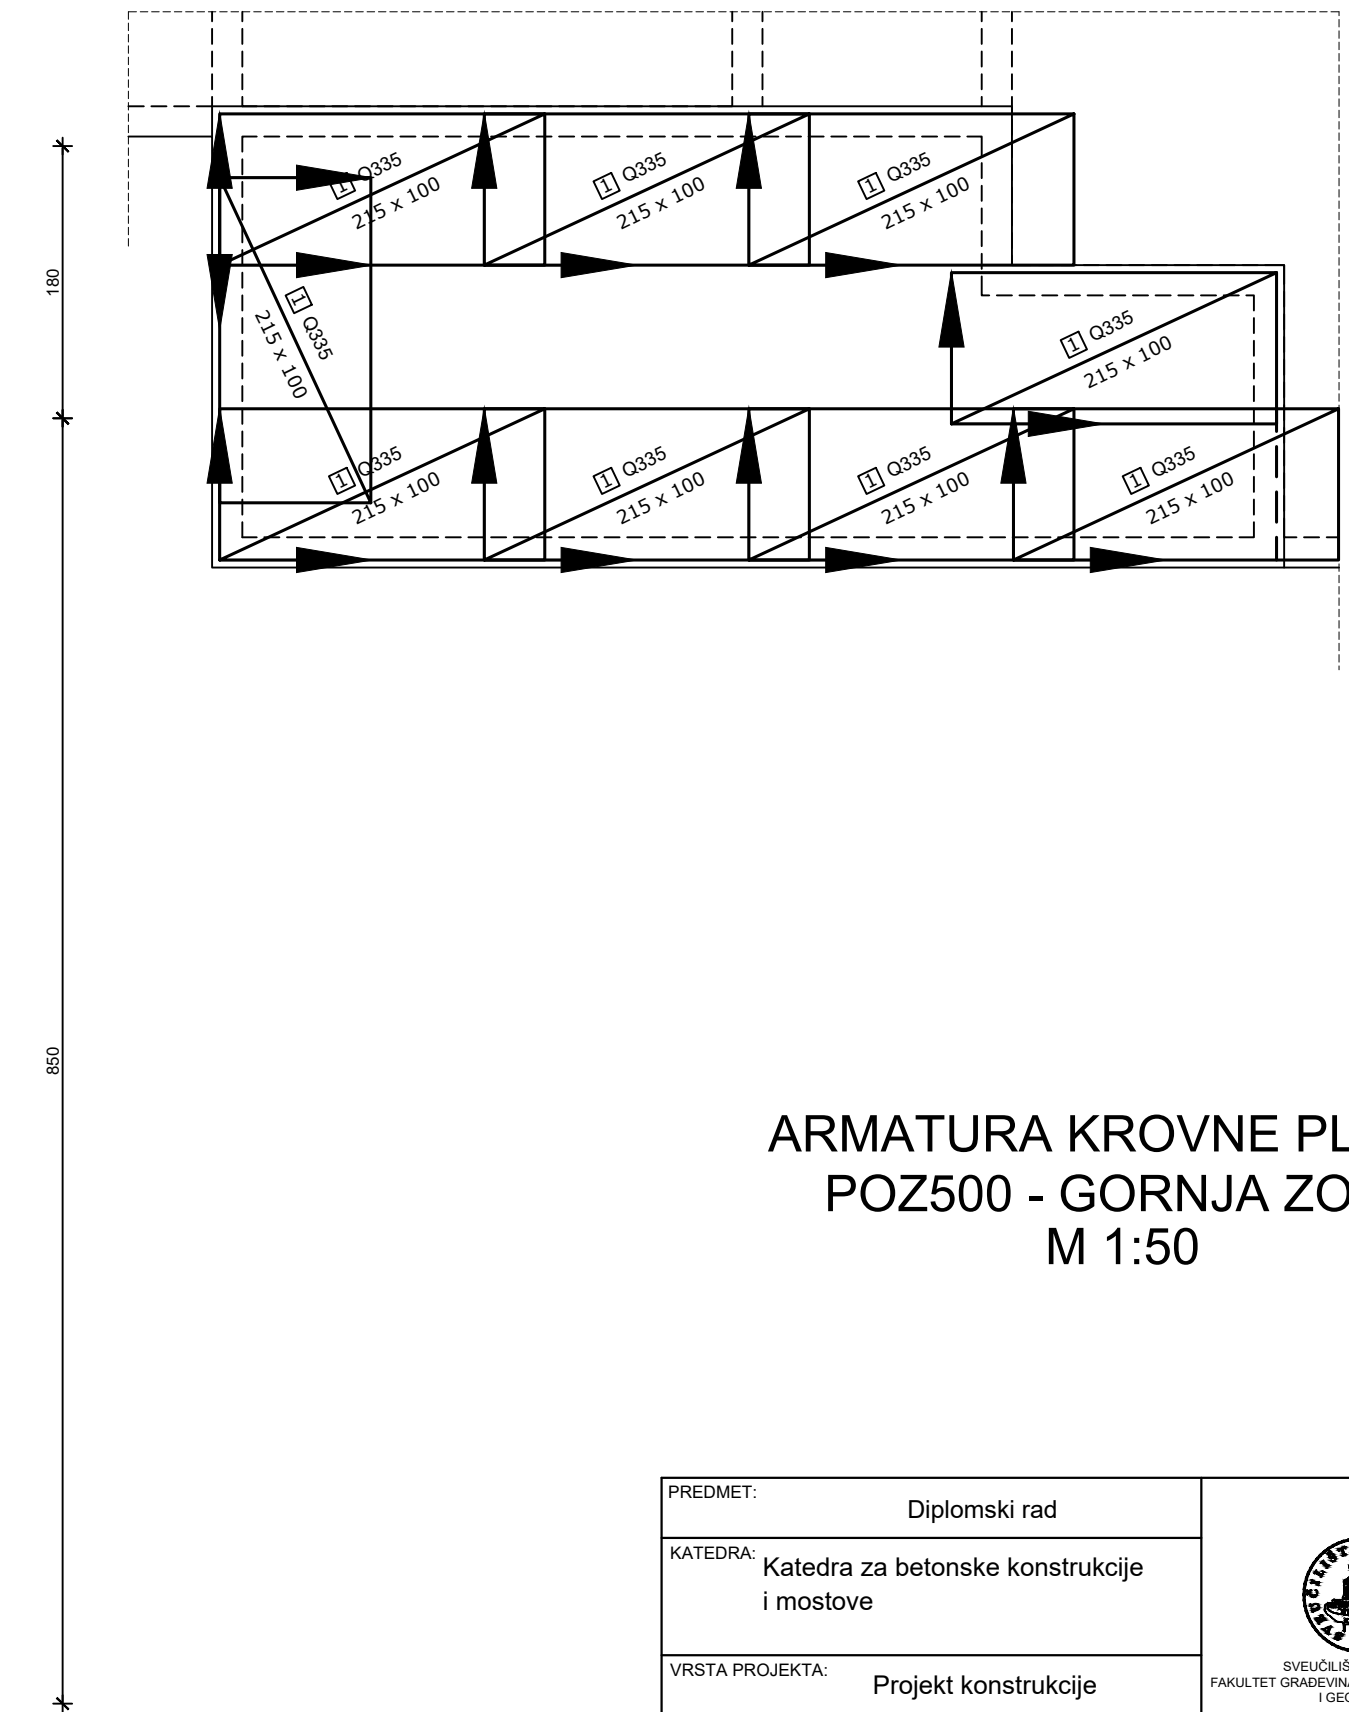 1 Q335
215 x 100
1 Q335
215 x 100
1 Q335
215 x 100
180
1 Q335
215 x 100
1 Q335
215 x 100
1 Q335
215 x 100
1 Q335
215 x 100
1 Q335
215 x 100
1 Q335
215 x 100
850
ARMATURA KROVNE PL
POZ500 - GORNJA ZO
M 1:50
PREDMET:
Diplomski rad
KATEDRA:
Katedra za betonske konstrukcije
i mostove
VRSTA PROJEKTA:
Projekt konstrukcije
SVEUČILIŠ
FAKULTET GRAĐEVINA
I GEO